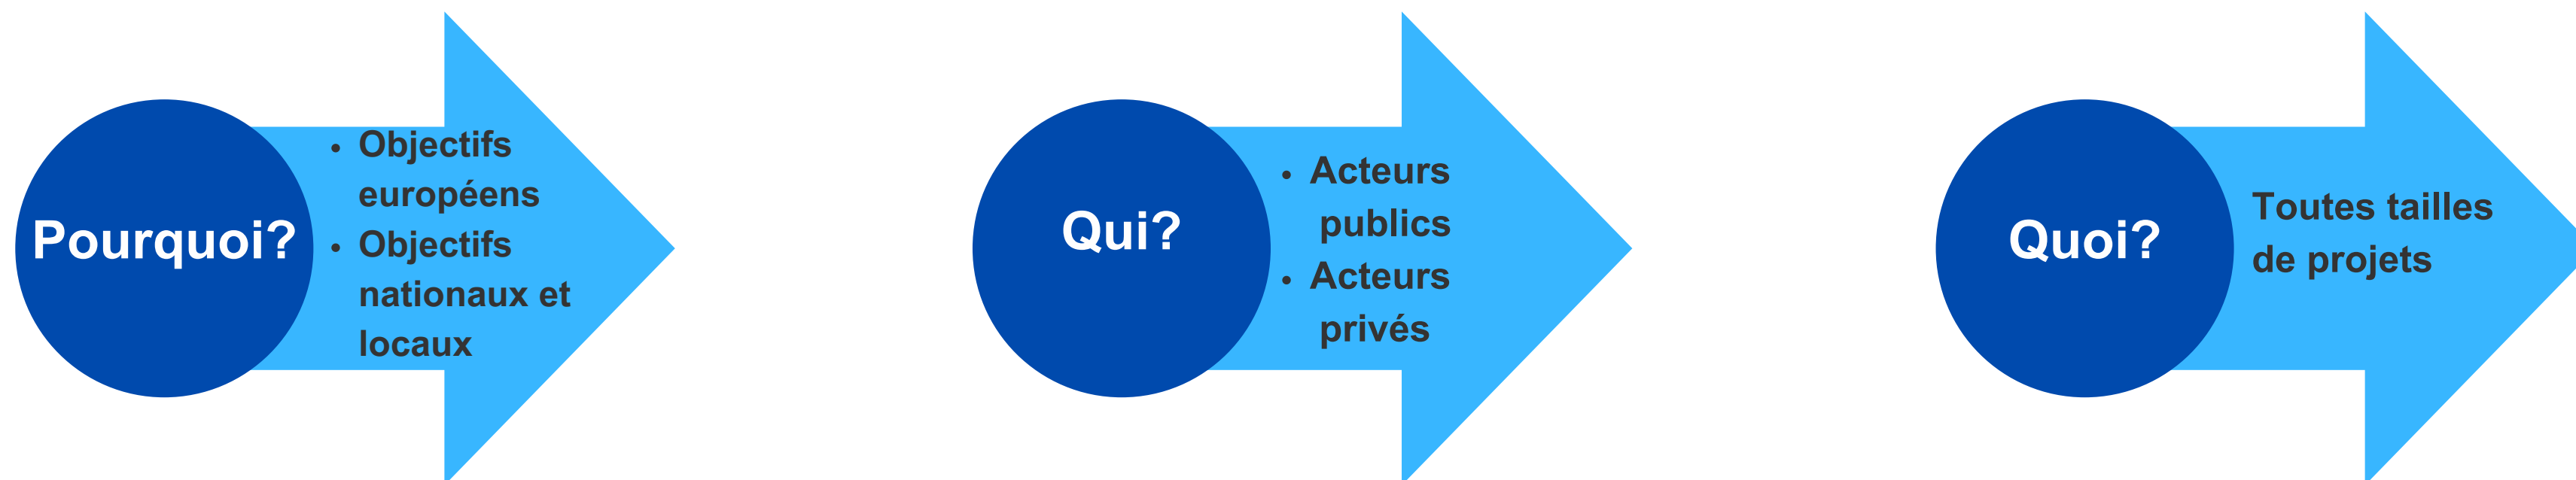 Pourquoi?
• Objectifs
européens
• Objectifs
nationaux et
locaux
Qui?
• Acteurs
publics
• Acteurs
privés
Quoi?
Toutes tailles
de projets